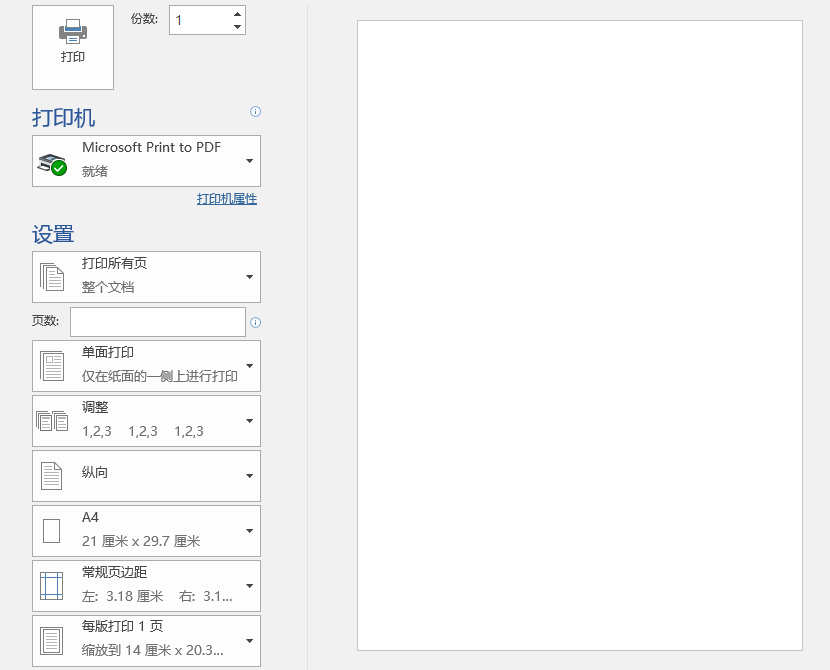 份数: 1
打印
打印机
Microsoft Print to PDF
就绪
打印机属性
设置
打印所有页
整个文档
页数:
单面打印
仅在纸面的一侧上进行打印
调整
1,2,3 1,2,3 1,2,3
纵向
A4
21 厘米 x 29.7 厘米
常规页边距
左: 3.18 厘米 右: 3.1...
每版打印 1 页
缩放到 14 厘米 x 20.3...